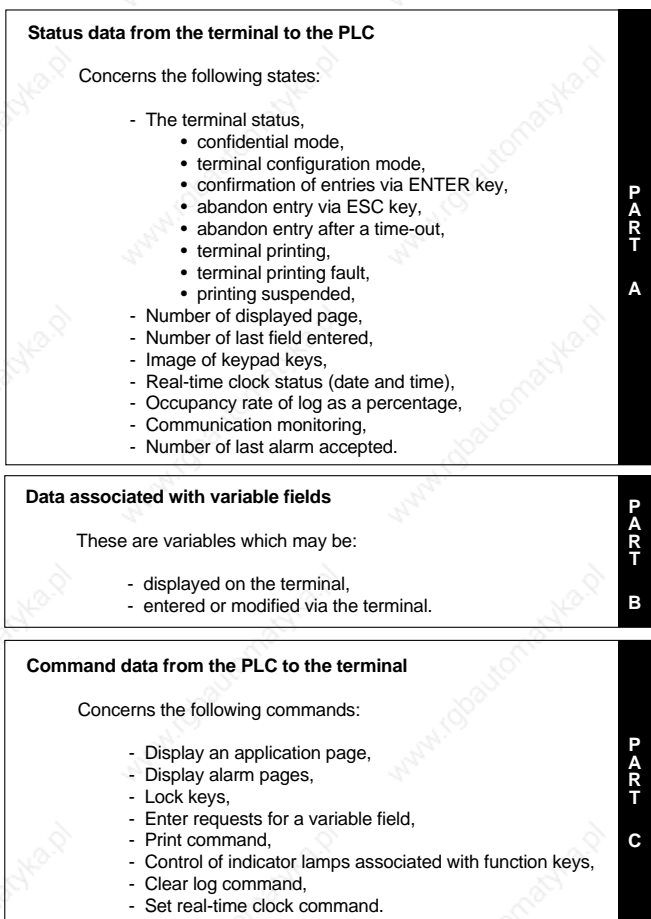 Status data from the terminal to the PLC
Concerns the following states:
- The terminal status,
• confidential mode,
• terminal configuration mode,
• confirmation of entries via ENTER key,
• abandon entry via ESC key,
• abandon entry after a time-out,
• terminal printing,
• terminal printing fault,
• printing suspended,
- Number of displayed page,
- Number of last field entered,
- Image of keypad keys,
- Real-time clock status (date and time),
- Occupancy rate of log as a percentage,
- Communication monitoring,
- Number of last alarm accepted.
PART A
Data associated with variable fields
These are variables which may be:
- displayed on the terminal,
- entered or modified via the terminal.
PART B
Command data from the PLC to the terminal
Concerns the following commands:
- Display an application page,
- Display alarm pages,
- Lock keys,
- Enter requests for a variable field,
- Print command,
- Control of indicator lamps associated with function keys,
- Clear log command,
- Set real-time clock command.
PART C
www.rgbautomatyka.pl